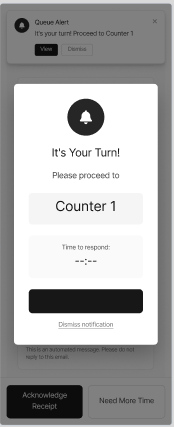 Queue Alert
It's your turn! Proceed to Counter 1
View
Dismiss
It's Your Turn!
Please proceed to
Counter 1
Time to respond:
--:--
Dismiss notification
This is an automated message. Please do not
reply to this email.
Acknowledge
Receipt
Need More Time